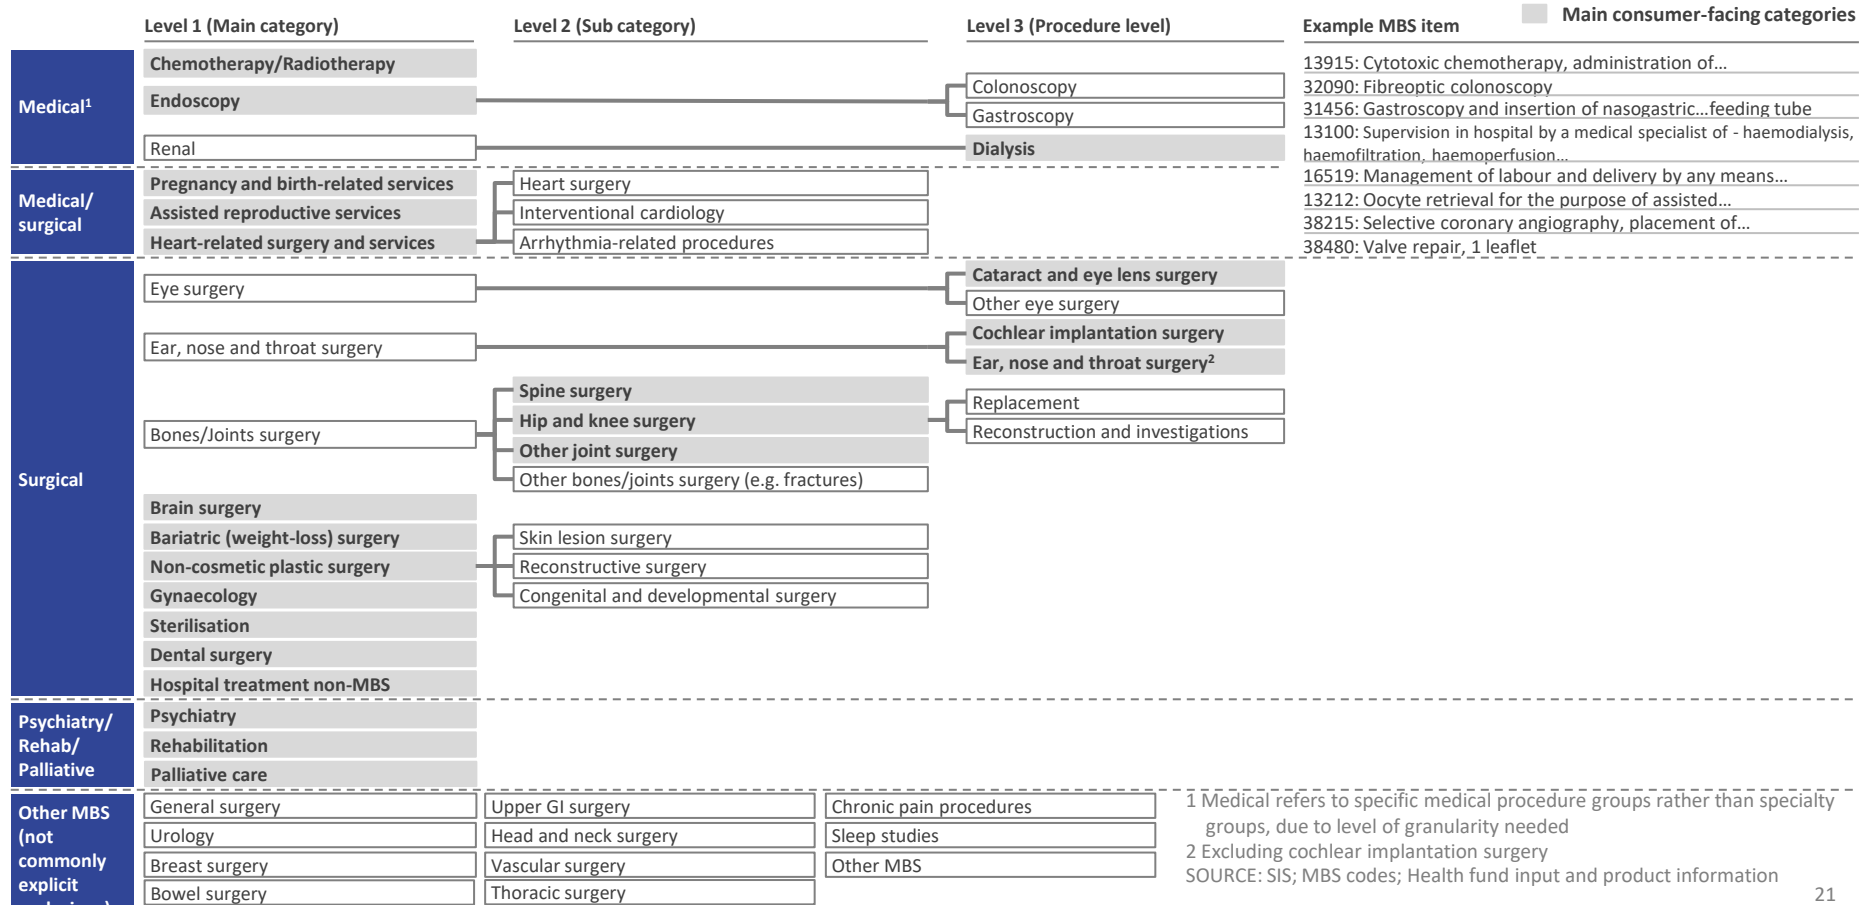 Main consumer-facing categories
Level 1 (Main category)
Level 2 (Sub category)
Level 3 (Procedure level)
Example MBS item
Medical¹
Chemotherapy/Radiotherapy
Endoscopy
Colonoscopy
Gastroscopy
Renal
Dialysis
13915: Cytotoxic chemotherapy, administration of…
32090: Fibreoptic colonoscopy
31456: Gastroscopy and insertion of nasogastric…feeding tube
13100: Supervision in hospital by a medical specialist of - haemodialysis,
haemofiltration, haemoperfusion…
Medical/
surgical
Pregnancy and birth-related services
Assisted reproductive services
Heart-related surgery and services
Heart surgery
Interventional cardiology
Arrhythmia-related procedures
16519: Management of labour and delivery by any means…
13212: Oocyte retrieval for the purpose of assisted…
38215: Selective coronary angiography, placement of…
38480: Valve repair, 1 leaflet
Surgical
Eye surgery
Cataract and eye lens surgery
Other eye surgery
Ear, nose and throat surgery
Cochlear implantation surgery
Ear, nose and throat surgery²
Bones/Joints surgery
Spine surgery
Hip and knee surgery
Other joint surgery
Other bones/joints surgery (e.g. fractures)
Replacement
Reconstruction and investigations
Brain surgery
Bariatric (weight-loss) surgery
Non-cosmetic plastic surgery
Gynaecology
Sterilisation
Dental surgery
Hospital treatment non-MBS
Skin lesion surgery
Reconstructive surgery
Congenital and developmental surgery
Psychiatry/
Rehab/
Palliative
Psychiatry
Rehabilitation
Palliative care
Other MBS
(not
commonly
explicit
General surgery
Urology
Breast surgery
Bowel surgery
Upper GI surgery
Head and neck surgery
Vascular surgery
Thoracic surgery
Chronic pain procedures
Sleep studies
Other MBS
1 Medical refers to specific medical procedure groups rather than specialty
groups, due to level of granularity needed
2 Excluding cochlear implantation surgery
SOURCE: SIS; MBS codes; Health fund input and product information
21